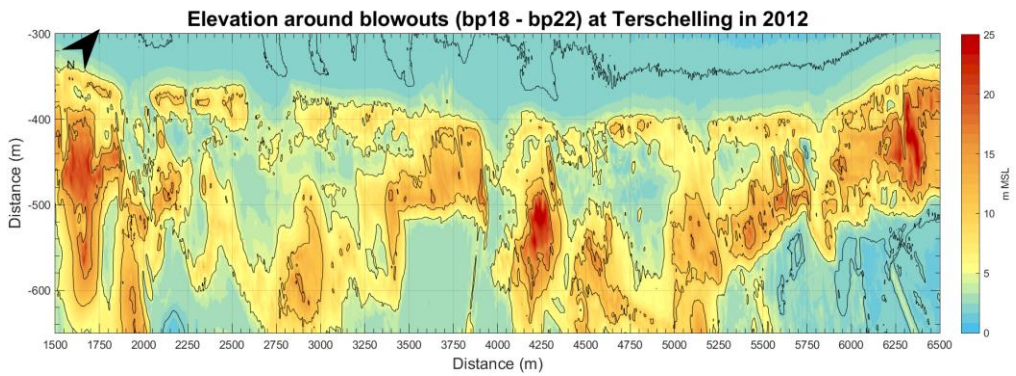 Elevation around blowouts (bp18 - bp22) at Terschelling in 2012
N
-300
-400
-500
-600
Distance (m)
1500 1750 2000 2250 2500 2750 3000 3250 3500 3750 4000 4250 4500 4750 5000 5250 5500 5750 6000 6250 6500
Distance (m)
25
20
15
10
5
0
m MSL